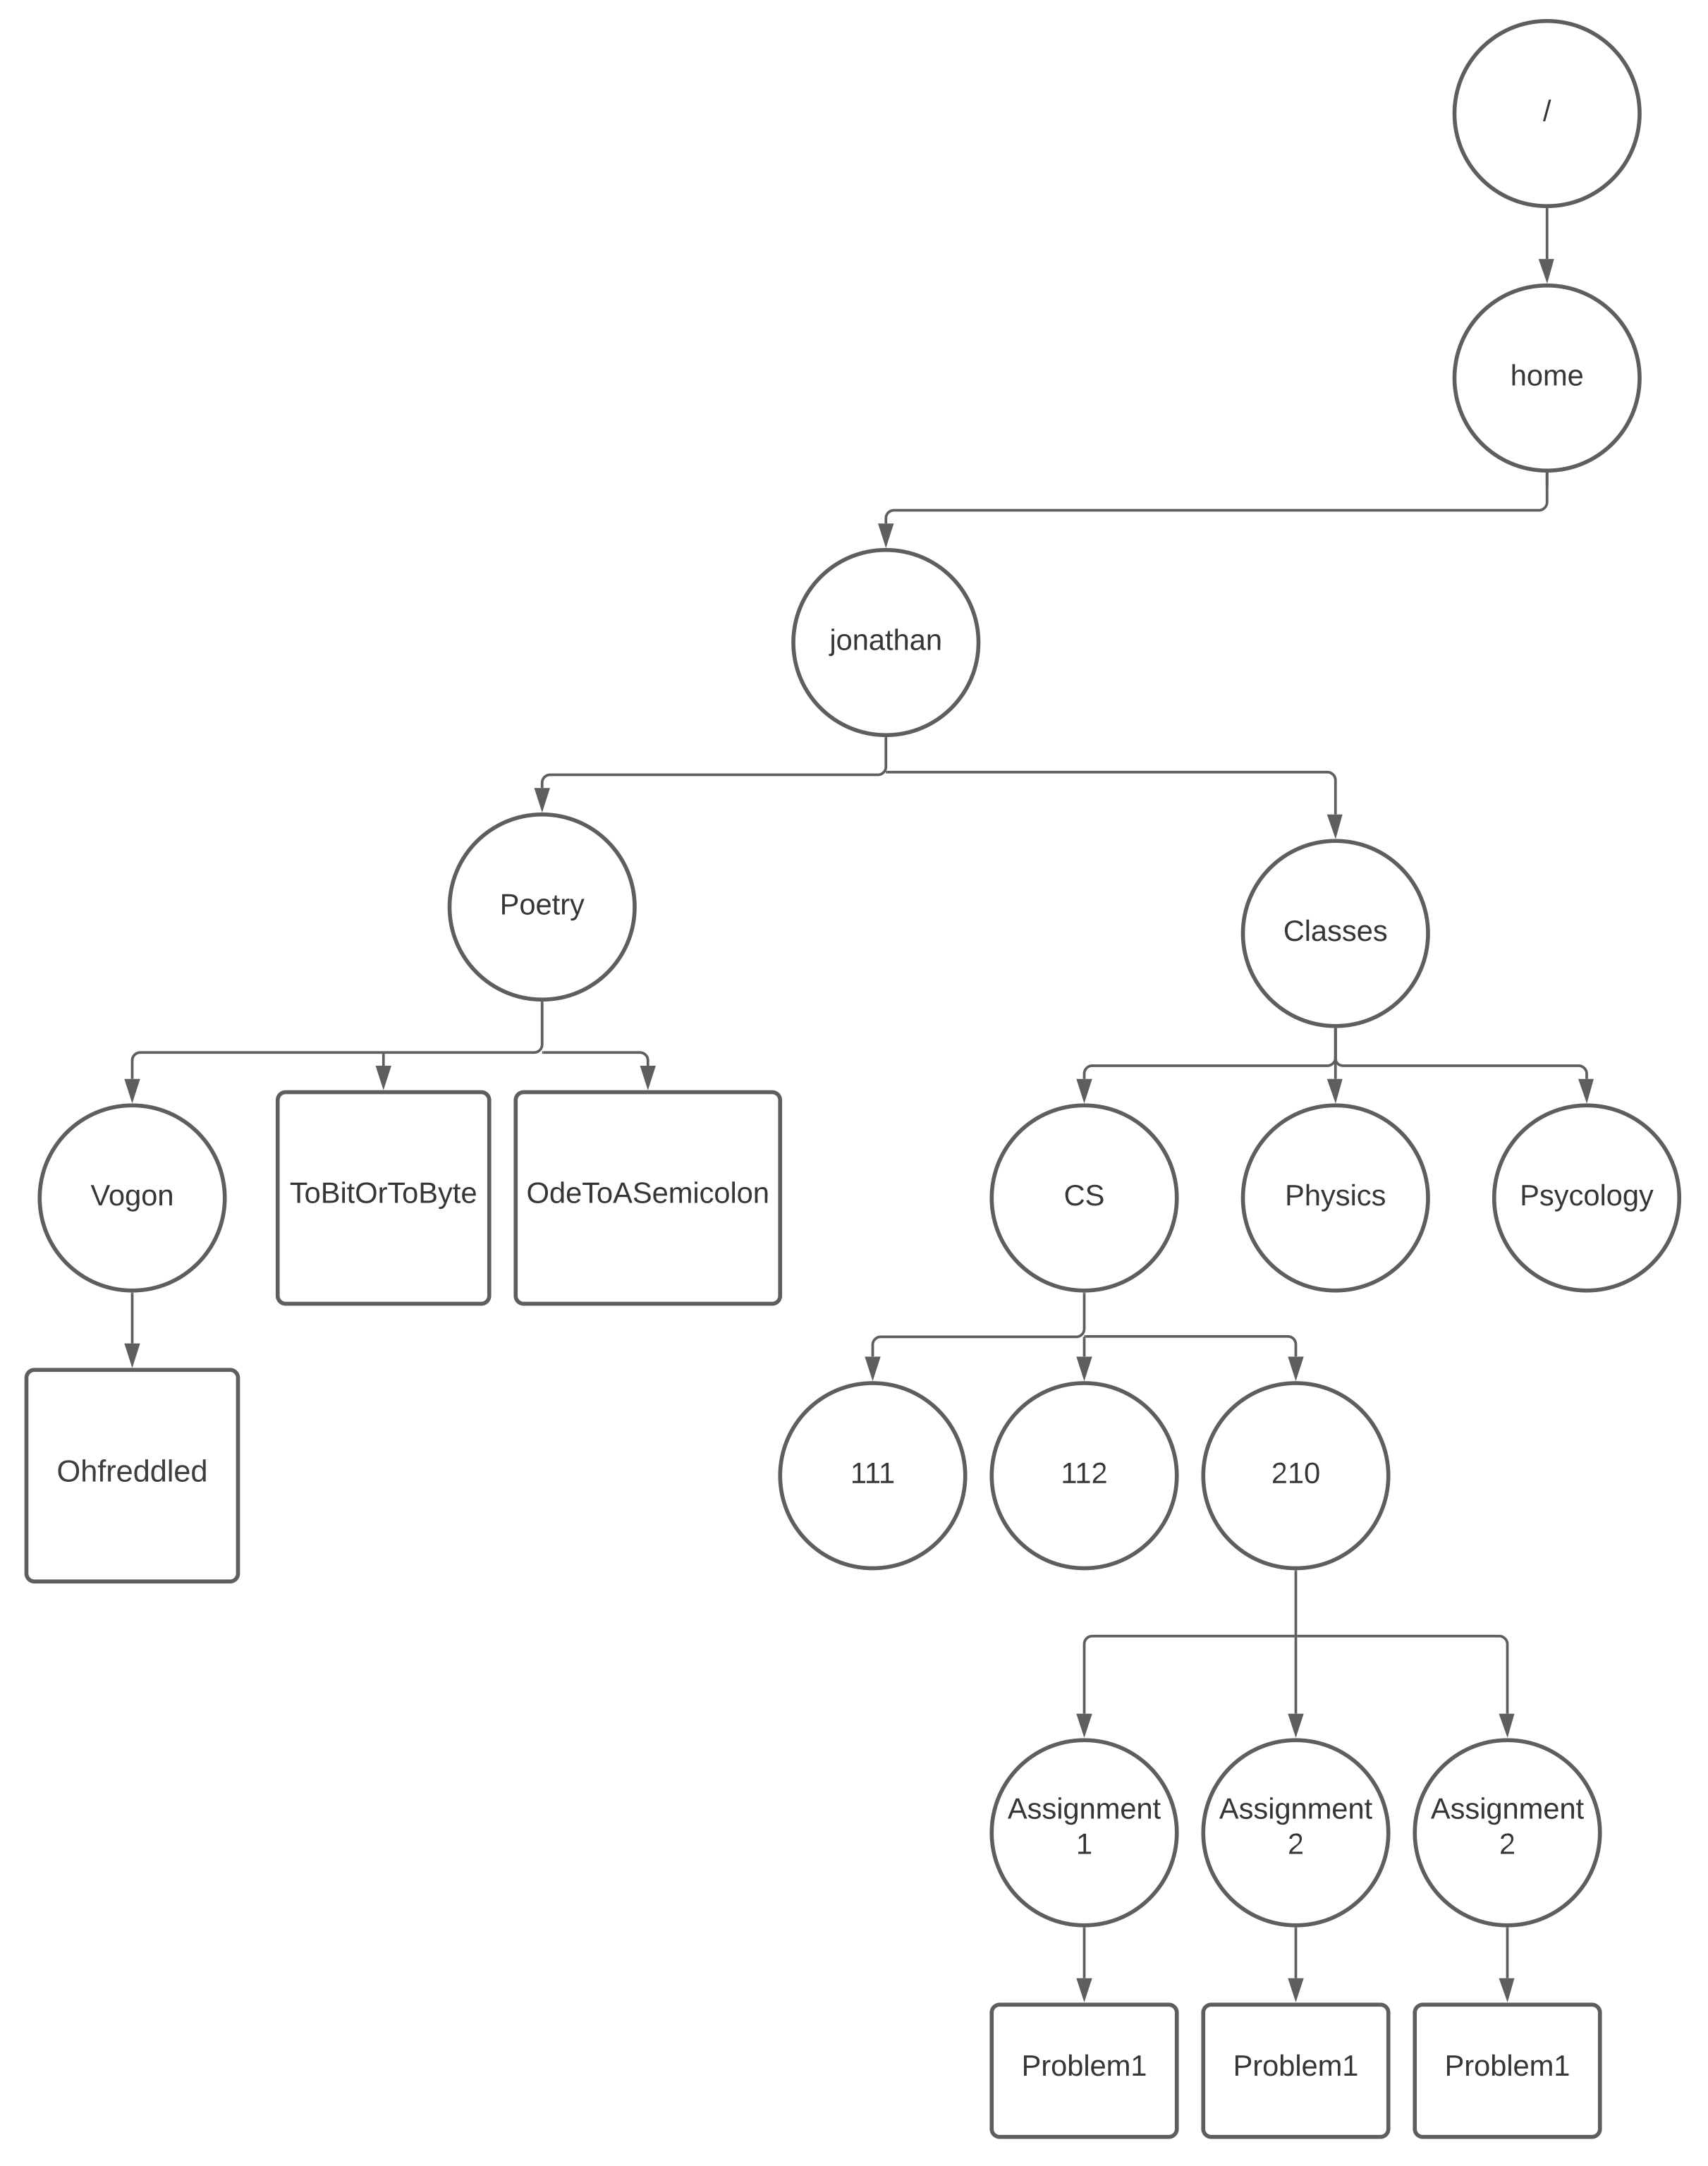 /
home
jonathan
Poetry
Classes
Vogon
ToBitOrToByte
OdeToASemicolon
CS
Physics
Psycology
Ohfreddled
111
112
210
Assignment
1
Assignment
2
Assignment
2
Problem1
Problem1
Problem1